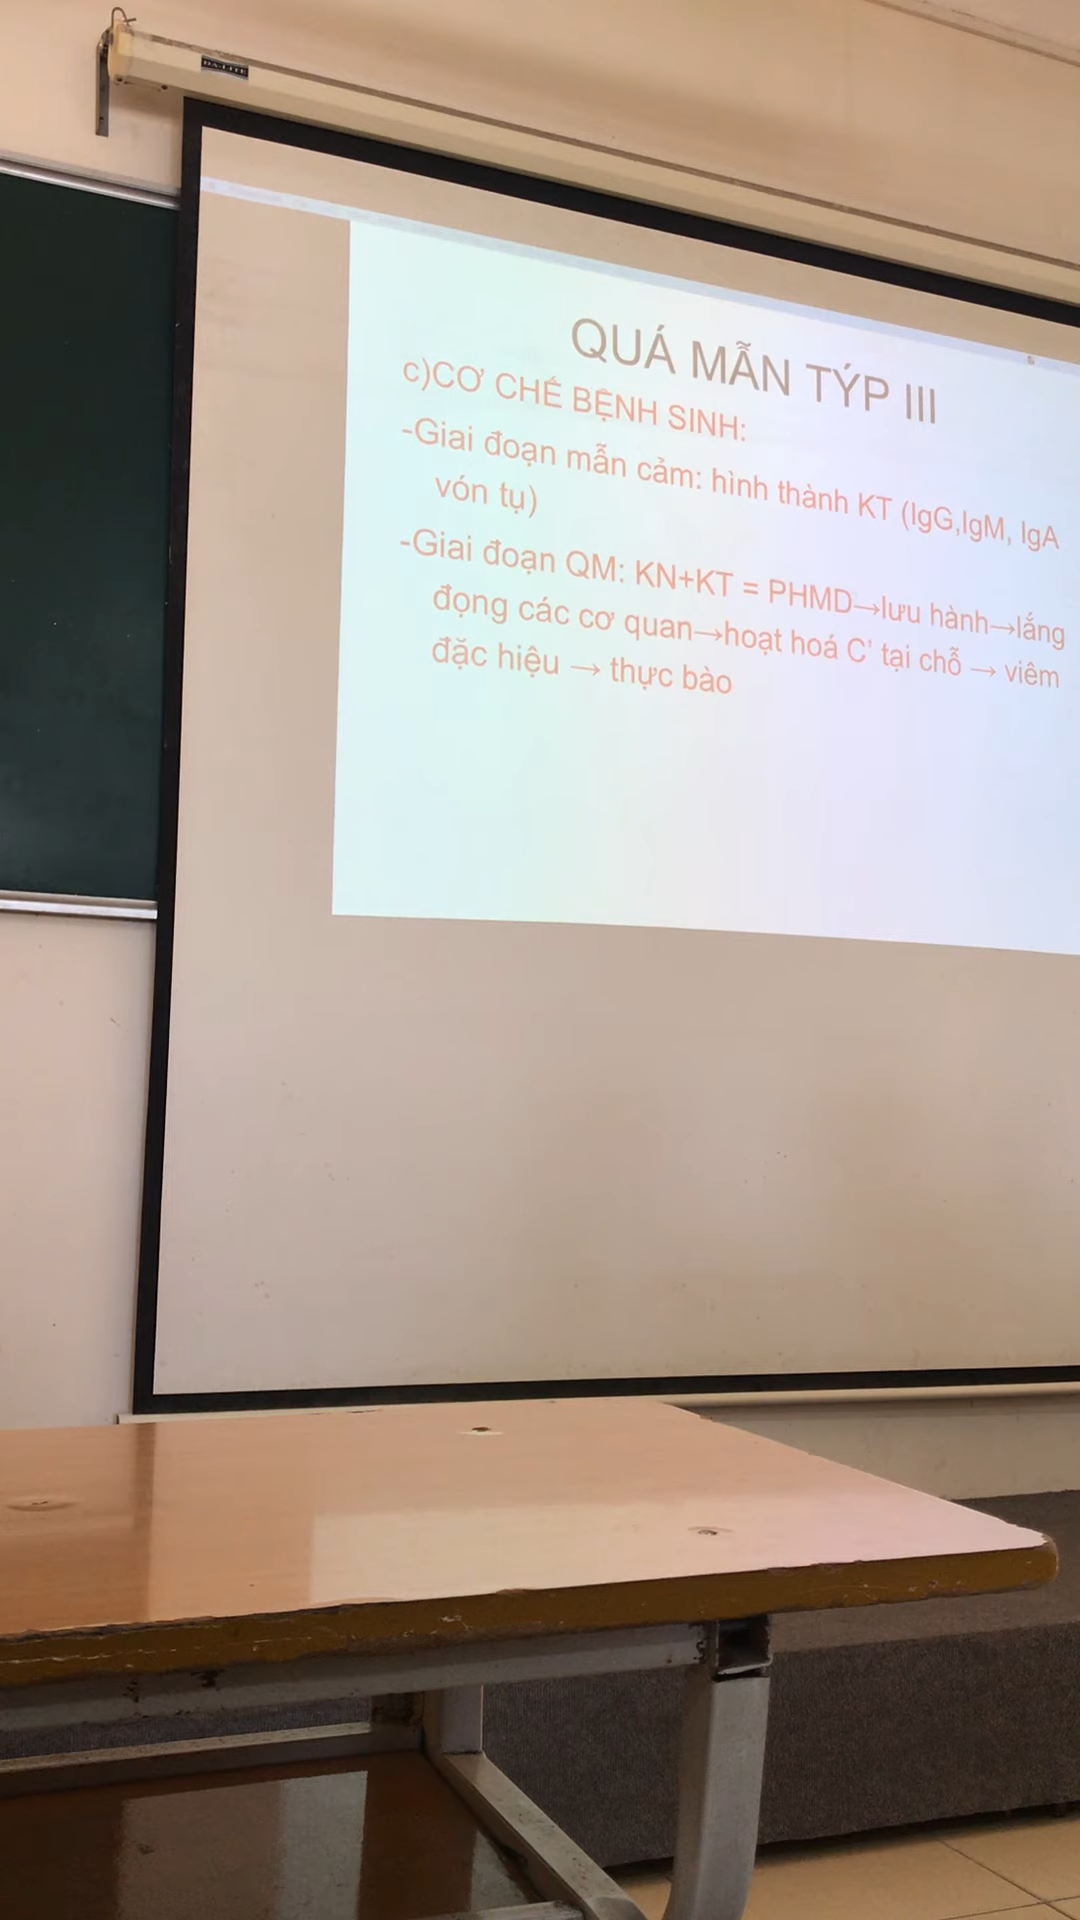 DA-LITE
QUÁ MẪN TÝP III
c)CƠ CHẾ BỆNH SINH:
-Giai đoạn mẫn cảm: hình thành KT (IgG,IgM, IgA
vón tụ)
-Giai đoạn QM: KN+KT = PHMD→lưu hành→lắng
đọng các cơ quan→hoạt hoá C' tại chỗ → viêm
đặc hiệu → thực bào